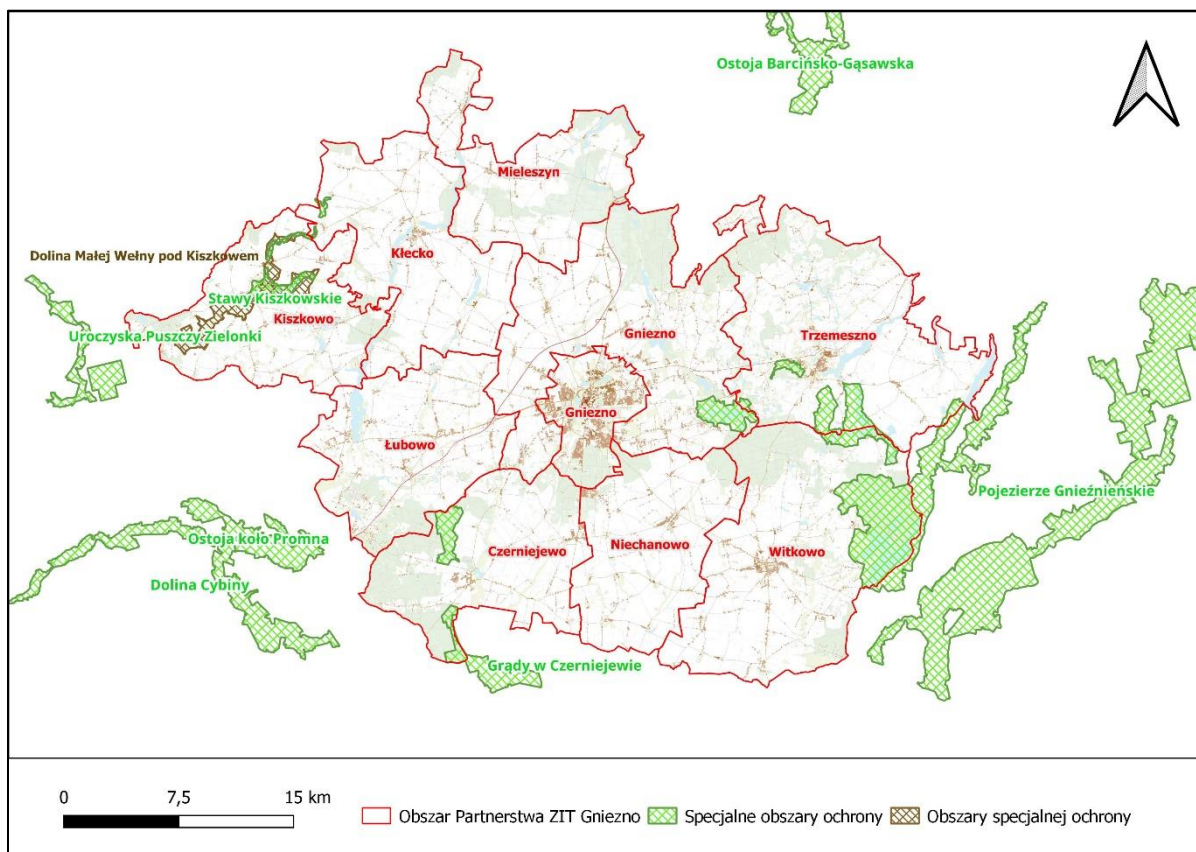 Ostoja Barcińsko-Gąsawska
Mieleszyn
Dolina Małej Wełny pod Kiszkowem
Kłecko
Stawy Kiszkowskie
Kiszkowo
Uroczyska Puszczy Zielonki
Gniezno
Trzemeszno
Gniezno
Łubowo
Pojezierze Gnieźnieńskie
Ostoja koło Promna
Czerniejewo
Niechanowo
Witkowo
Dolina Cybiny
Grądy w Czerniejewie
0 7,5 15 km
Obszar Partnerstwa ZIT Gniezno
Specjalne obszary ochrony
Obszary specjalnej ochrony